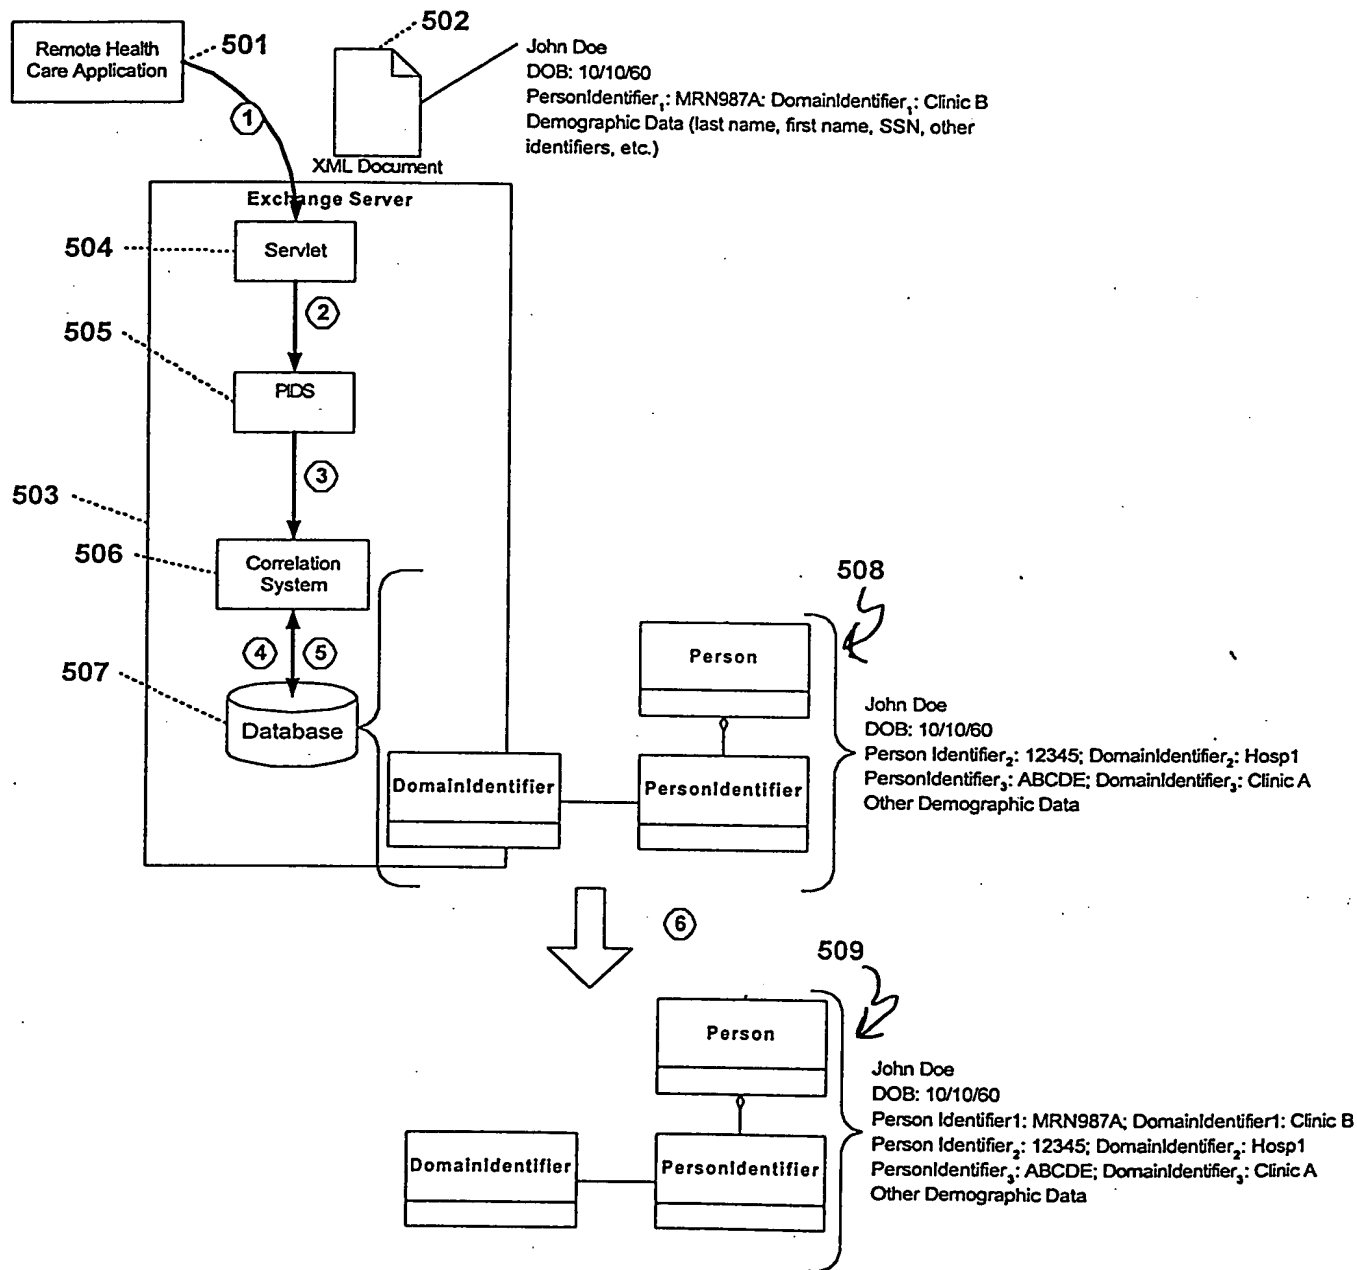 501
Remote Health
Care Application
502
John Doe
DOB: 10/10/60
PersonIdentifier₁: MRN987A: DomainIdentifier₁: Clinic B
Demographic Data (last name, first name, SSN, other
identifiers, etc.)
1
XML Document
Exchange Server
504
Servlet
2
505
PIDS
3
503
506
Correlation
System
508
4
5
507
Database
Person
DomainIdentifier
PersonIdentifier
John Doe
DOB: 10/10/60
Person Identifier₂: 12345; DomainIdentifier₂: Hosp1
PersonIdentifier₃: ABCDE; DomainIdentifier₃: Clinic A
Other Demographic Data
6
509
Person
DomainIdentifier
PersonIdentifier
John Doe
DOB: 10/10/60
Person Identifier1: MRN987A; DomainIdentifier1: Clinic B
Person Identifier₂: 12345; DomainIdentifier₂: Hosp1
PersonIdentifier₃: ABCDE; DomainIdentifier₃: Clinic A
Other Demographic Data